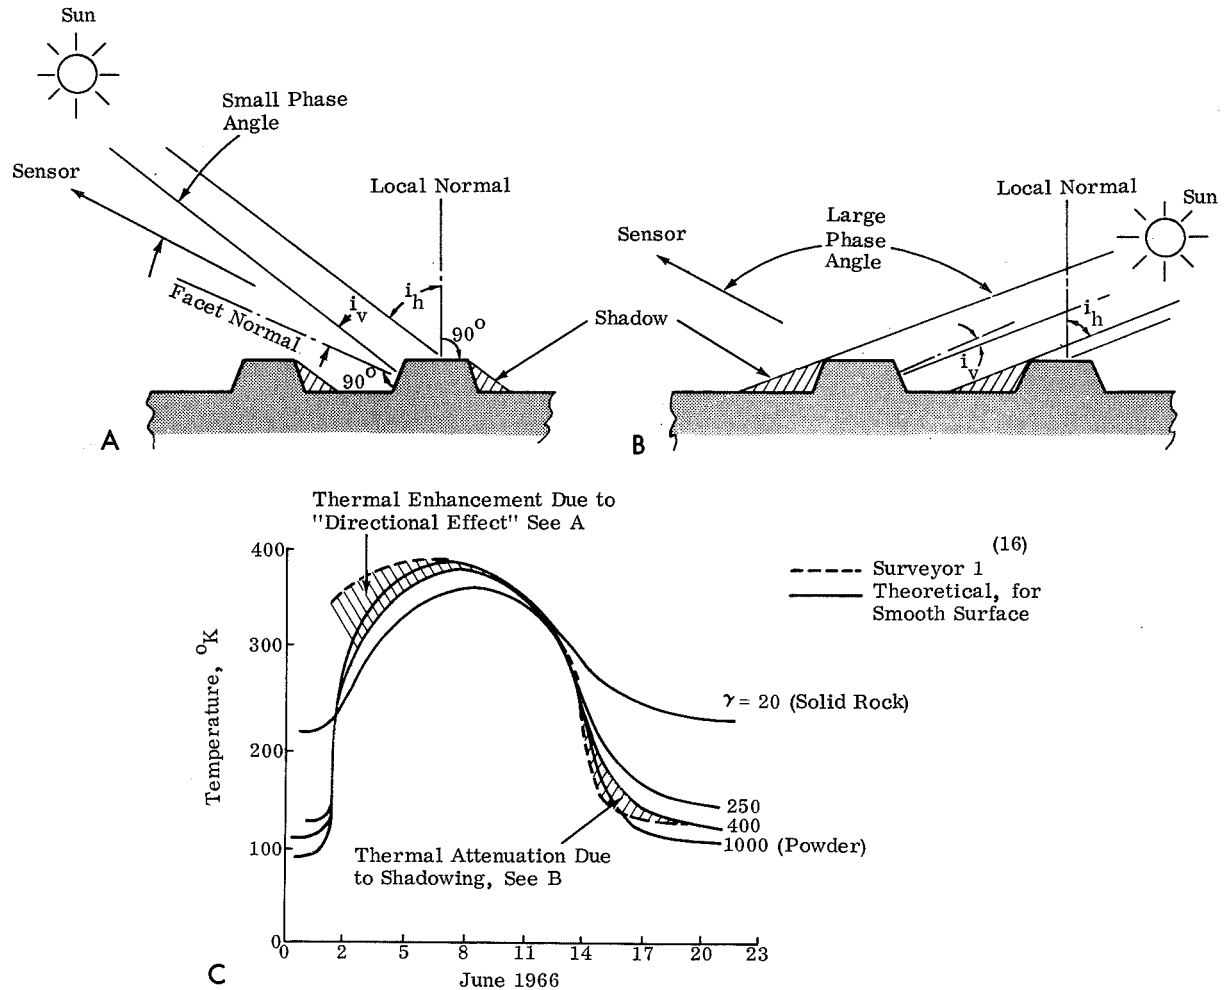 Sun
Small Phase
Angle
Sensor
Local Normal
Facet Normal
i_v
i_h
90°
90°
Shadow
A
Local Normal
Sun
Large
Phase
Angle
Sensor
i_h
i_v
B
Thermal Enhancement Due to
"Directional Effect" See A
(16)
Surveyor 1
Theoretical, for
Smooth Surface
400
300
200
100
0
Temperature, °K
γ = 20 (Solid Rock)
250
400
1000 (Powder)
Thermal Attenuation Due
to Shadowing, See B
0 2 5 8 11 14 17 20 23
June 1966
C